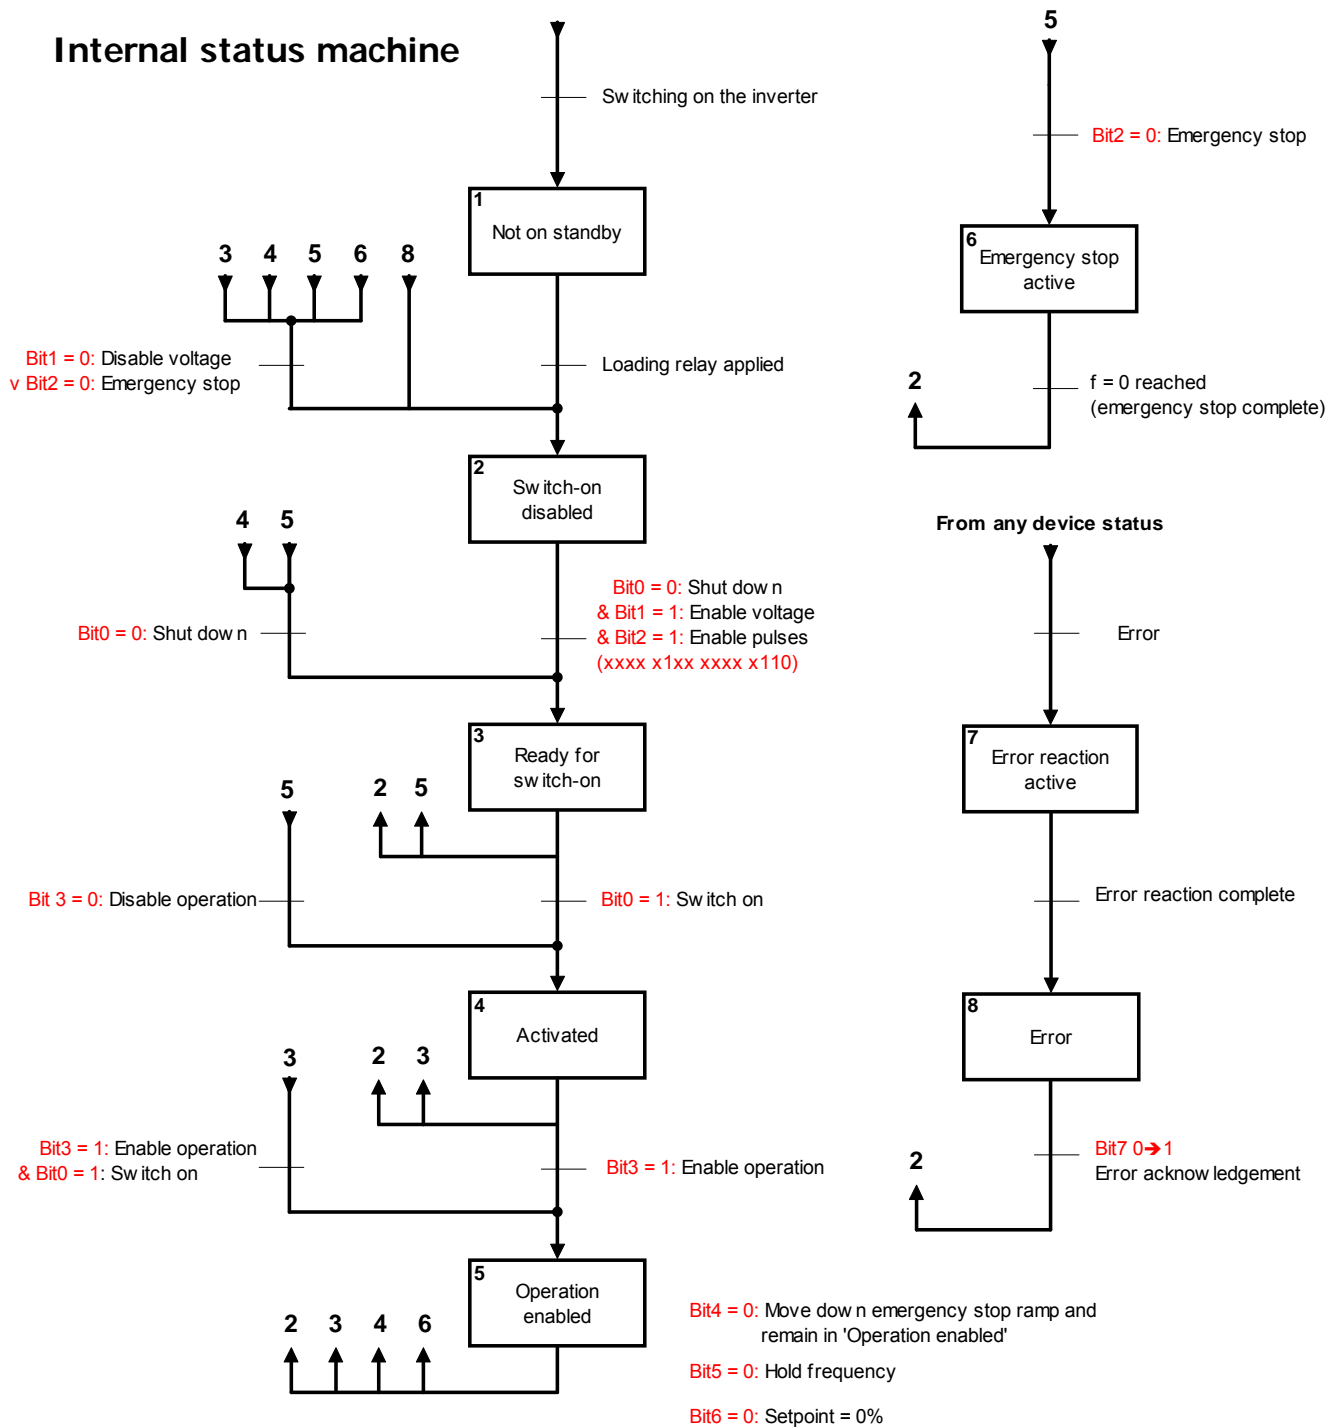 Internal status machine
Switching on the inverter
1
Not on standby
3 4 5 6 8
Bit1 = 0: Disable voltage
v Bit2 = 0: Emergency stop
Loading relay applied
2
Switch-on
disabled
4 5
Bit0 = 0: Shut down
Bit0 = 0: Shut down
& Bit1 = 1: Enable voltage
& Bit2 = 1: Enable pulses
(xxxx x1xx xxxx x110)
3
Ready for
switch-on
5
2 5
Bit 3 = 0: Disable operation
Bit0 = 1: Switch on
4
Activated
3
2 3
Bit3 = 1: Enable operation
& Bit0 = 1: Switch on
Bit3 = 1: Enable operation
5
Operation
enabled
2 3 4 6
Bit4 = 0: Move down emergency stop ramp and
remain in 'Operation enabled'
Bit5 = 0: Hold frequency
Bit6 = 0: Setpoint = 0%
5
Bit2 = 0: Emergency stop
6
Emergency stop
active
2
f = 0 reached
(emergency stop complete)
From any device status
Error
7
Error reaction
active
Error reaction complete
8
Error
2
Bit7 0➔1
Error acknowledgement